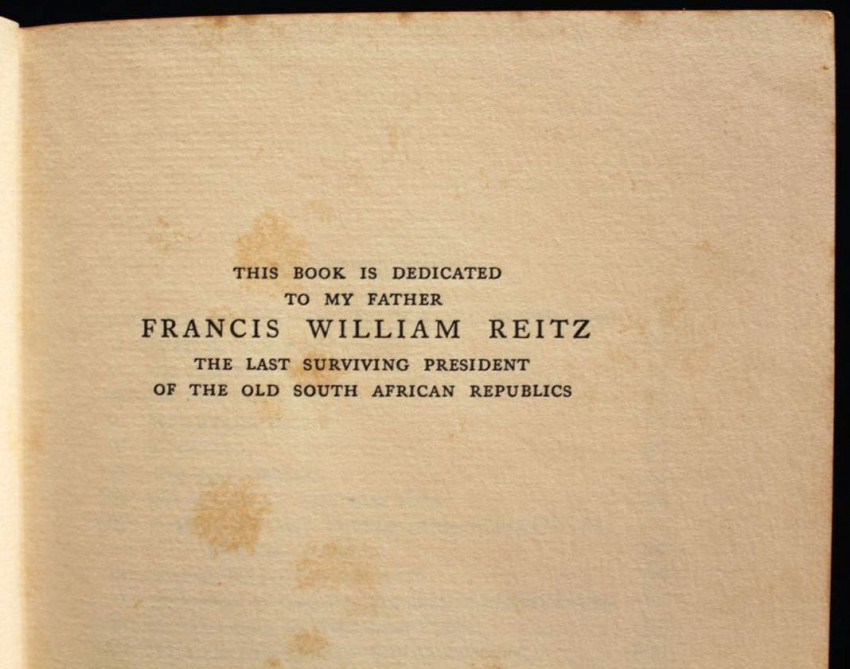 THIS BOOK IS DEDICATED
TO MY FATHER
FRANCIS WILLIAM REITZ
THE LAST SURVIVING PRESIDENT
OF THE OLD SOUTH AFRICAN REPUBLICS